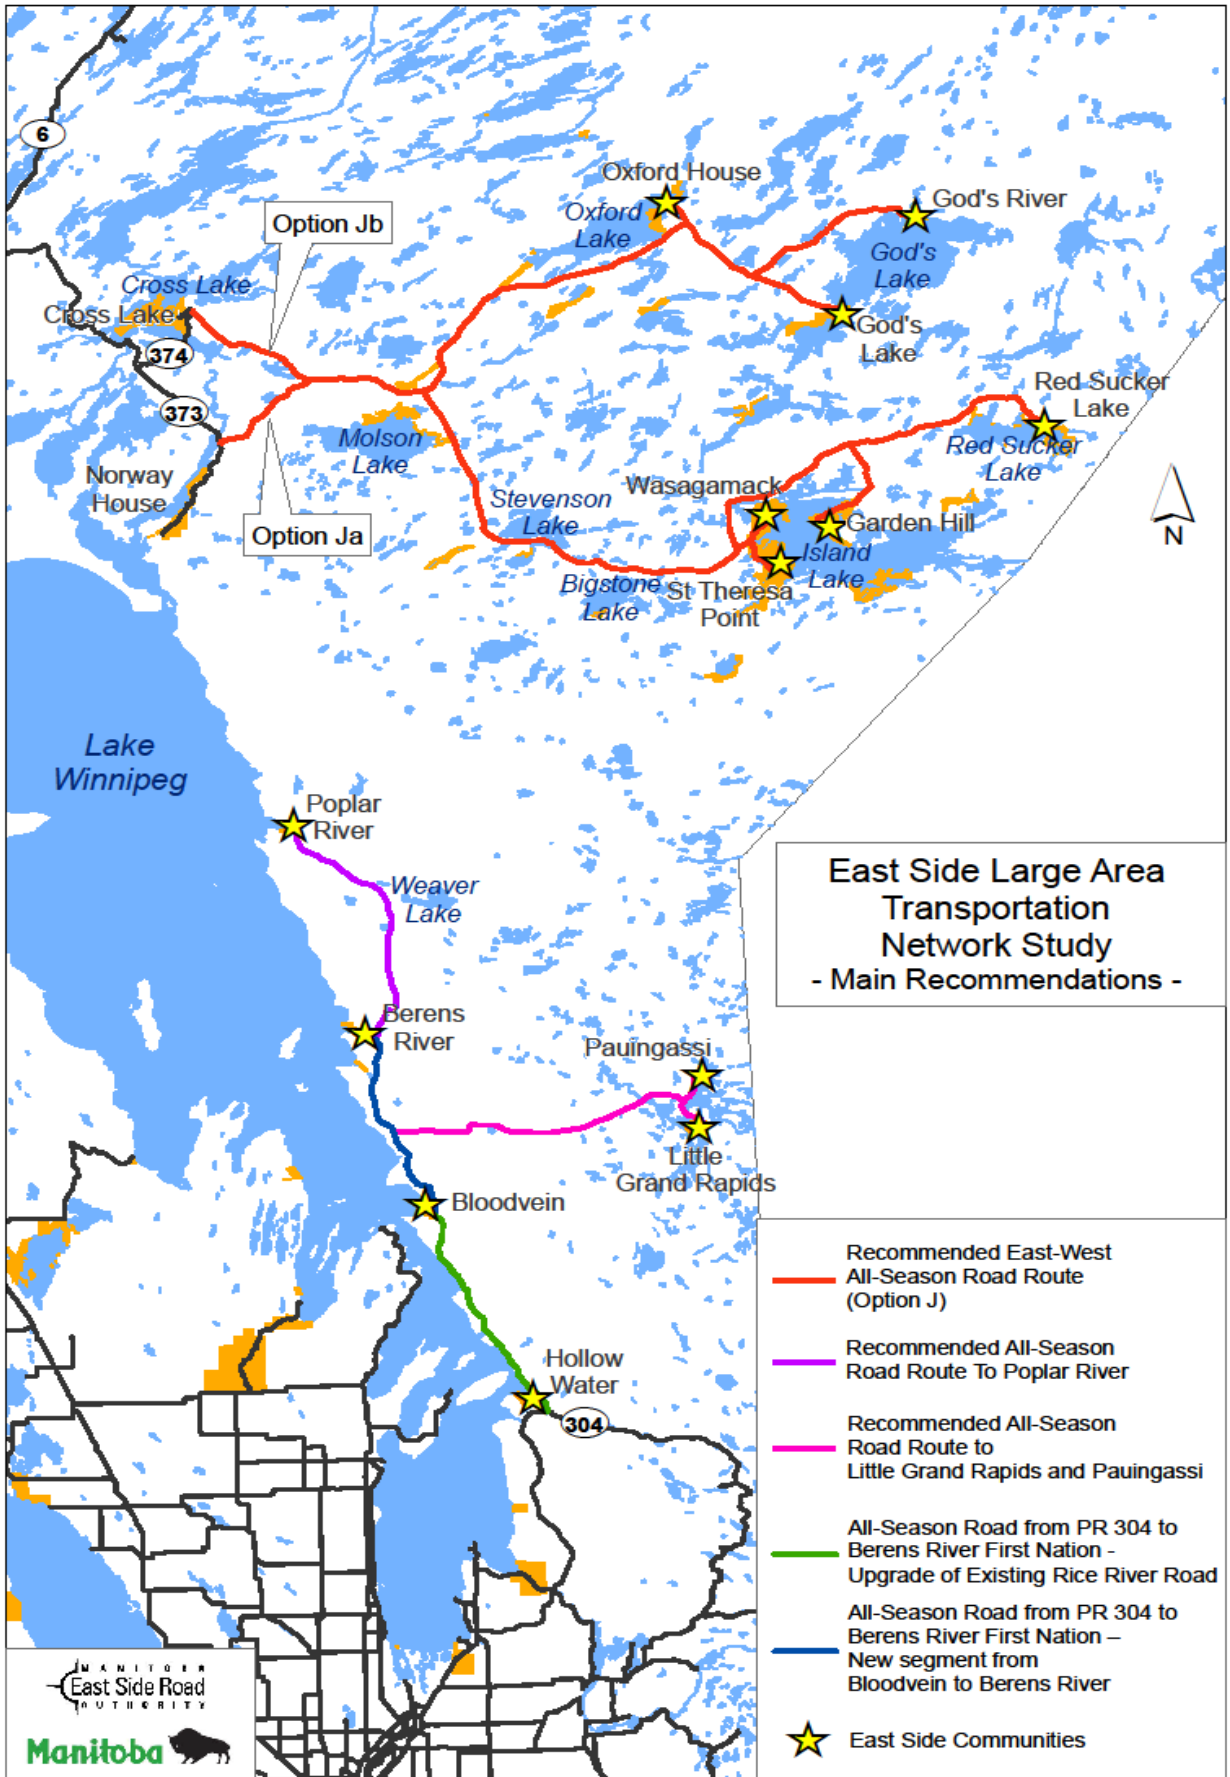 6
Oxford House
God's River
Oxford
Lake
Option Jb
God's
Lake
Cross Lake
Cross Lake
God's
Lake
374
Red Sucker
Lake
373
Molson
Lake
Red Sucker
Lake
Norway
House
Wasagamack
Stevenson
Lake
Garden Hill
Option Ja
N
Island
Lake
Bigstone
Lake
St Theresa
Point
Lake
Winnipeg
Poplar
River
Weaver
Lake
East Side Large Area
Transportation
Network Study
- Main Recommendations -
Berens
River
Pauingassi
Little
Grand Rapids
Bloodvein
Hollow
Water
304
Recommended East-West
All-Season Road Route
(Option J)
Recommended All-Season
Road Route To Poplar River
Recommended All-Season
Road Route to
Little Grand Rapids and Pauingassi
All-Season Road from PR 304 to
Berens River First Nation -
Upgrade of Existing Rice River Road
All-Season Road from PR 304 to
Berens River First Nation –
New segment from
Bloodvein to Berens River
East Side Communities
MANITOBA
East Side Road
AUTHORITY
Manitoba